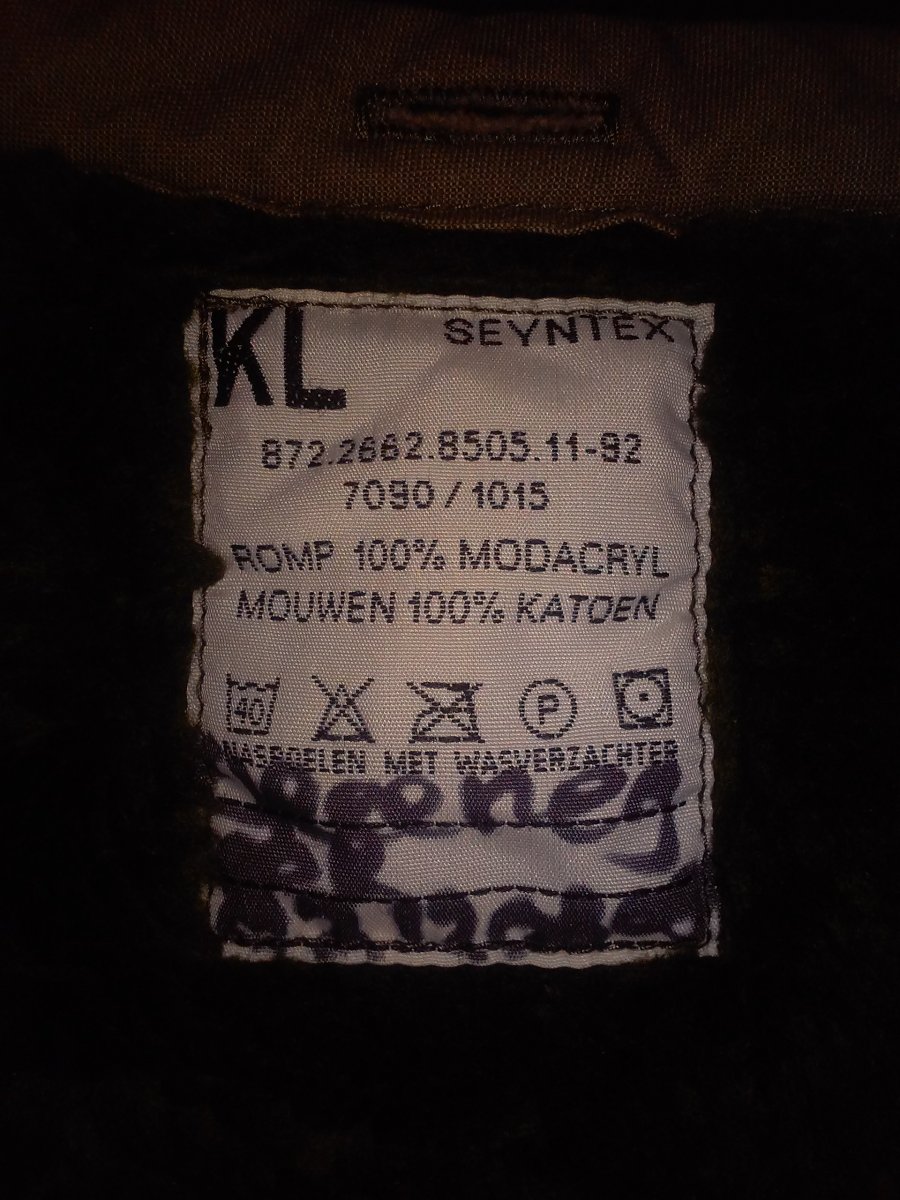 KL SEYNTEX
872.2662.8505.11-92
7090 / 1015
ROMP 100% MODACRYL
MOUWEN 100% KATOEN
40 P
NASPOELEN MET WASVERZACHTER